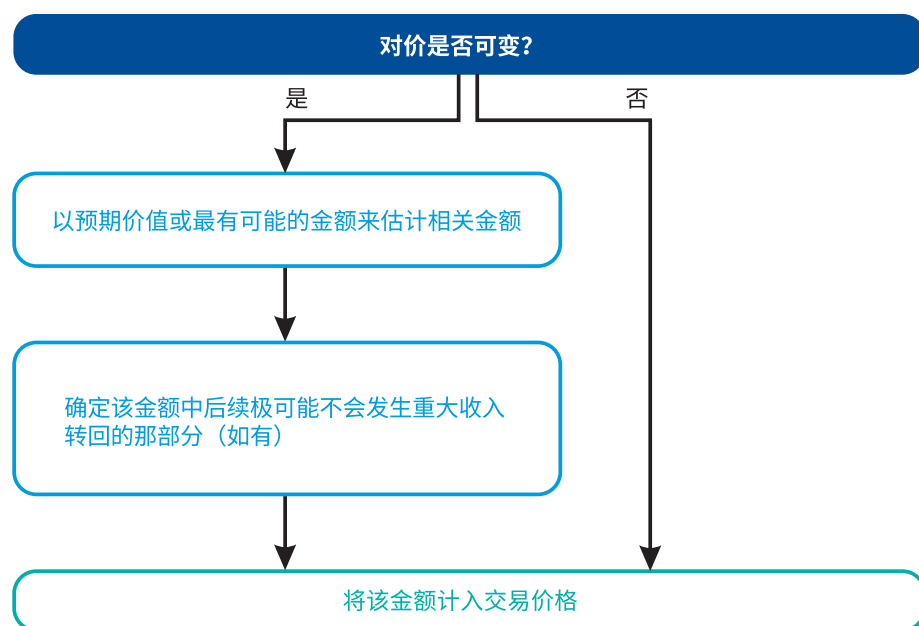 对价是否可变？
是
否
以预期价值或最有可能的金额来估计相关金额
确定该金额中后续极可能不会发生重大收入
转回的那部分（如有）
将该金额计入交易价格